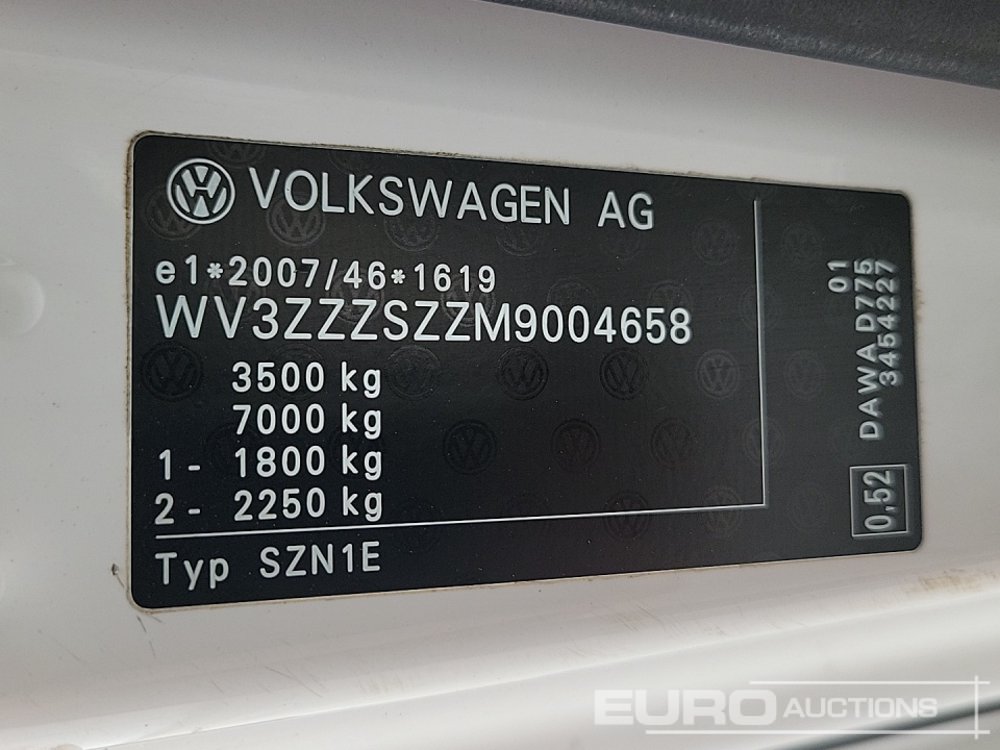 VOLKSWAGEN AG
e1*2007/46*1619
WV3ZZZSZZM9004658
3500 kg
7000 kg
1 - 1800 kg
2 - 2250 kg
Typ SZN1E
01
DAWA D775
3454227
0,52
EURO AUCTIONS